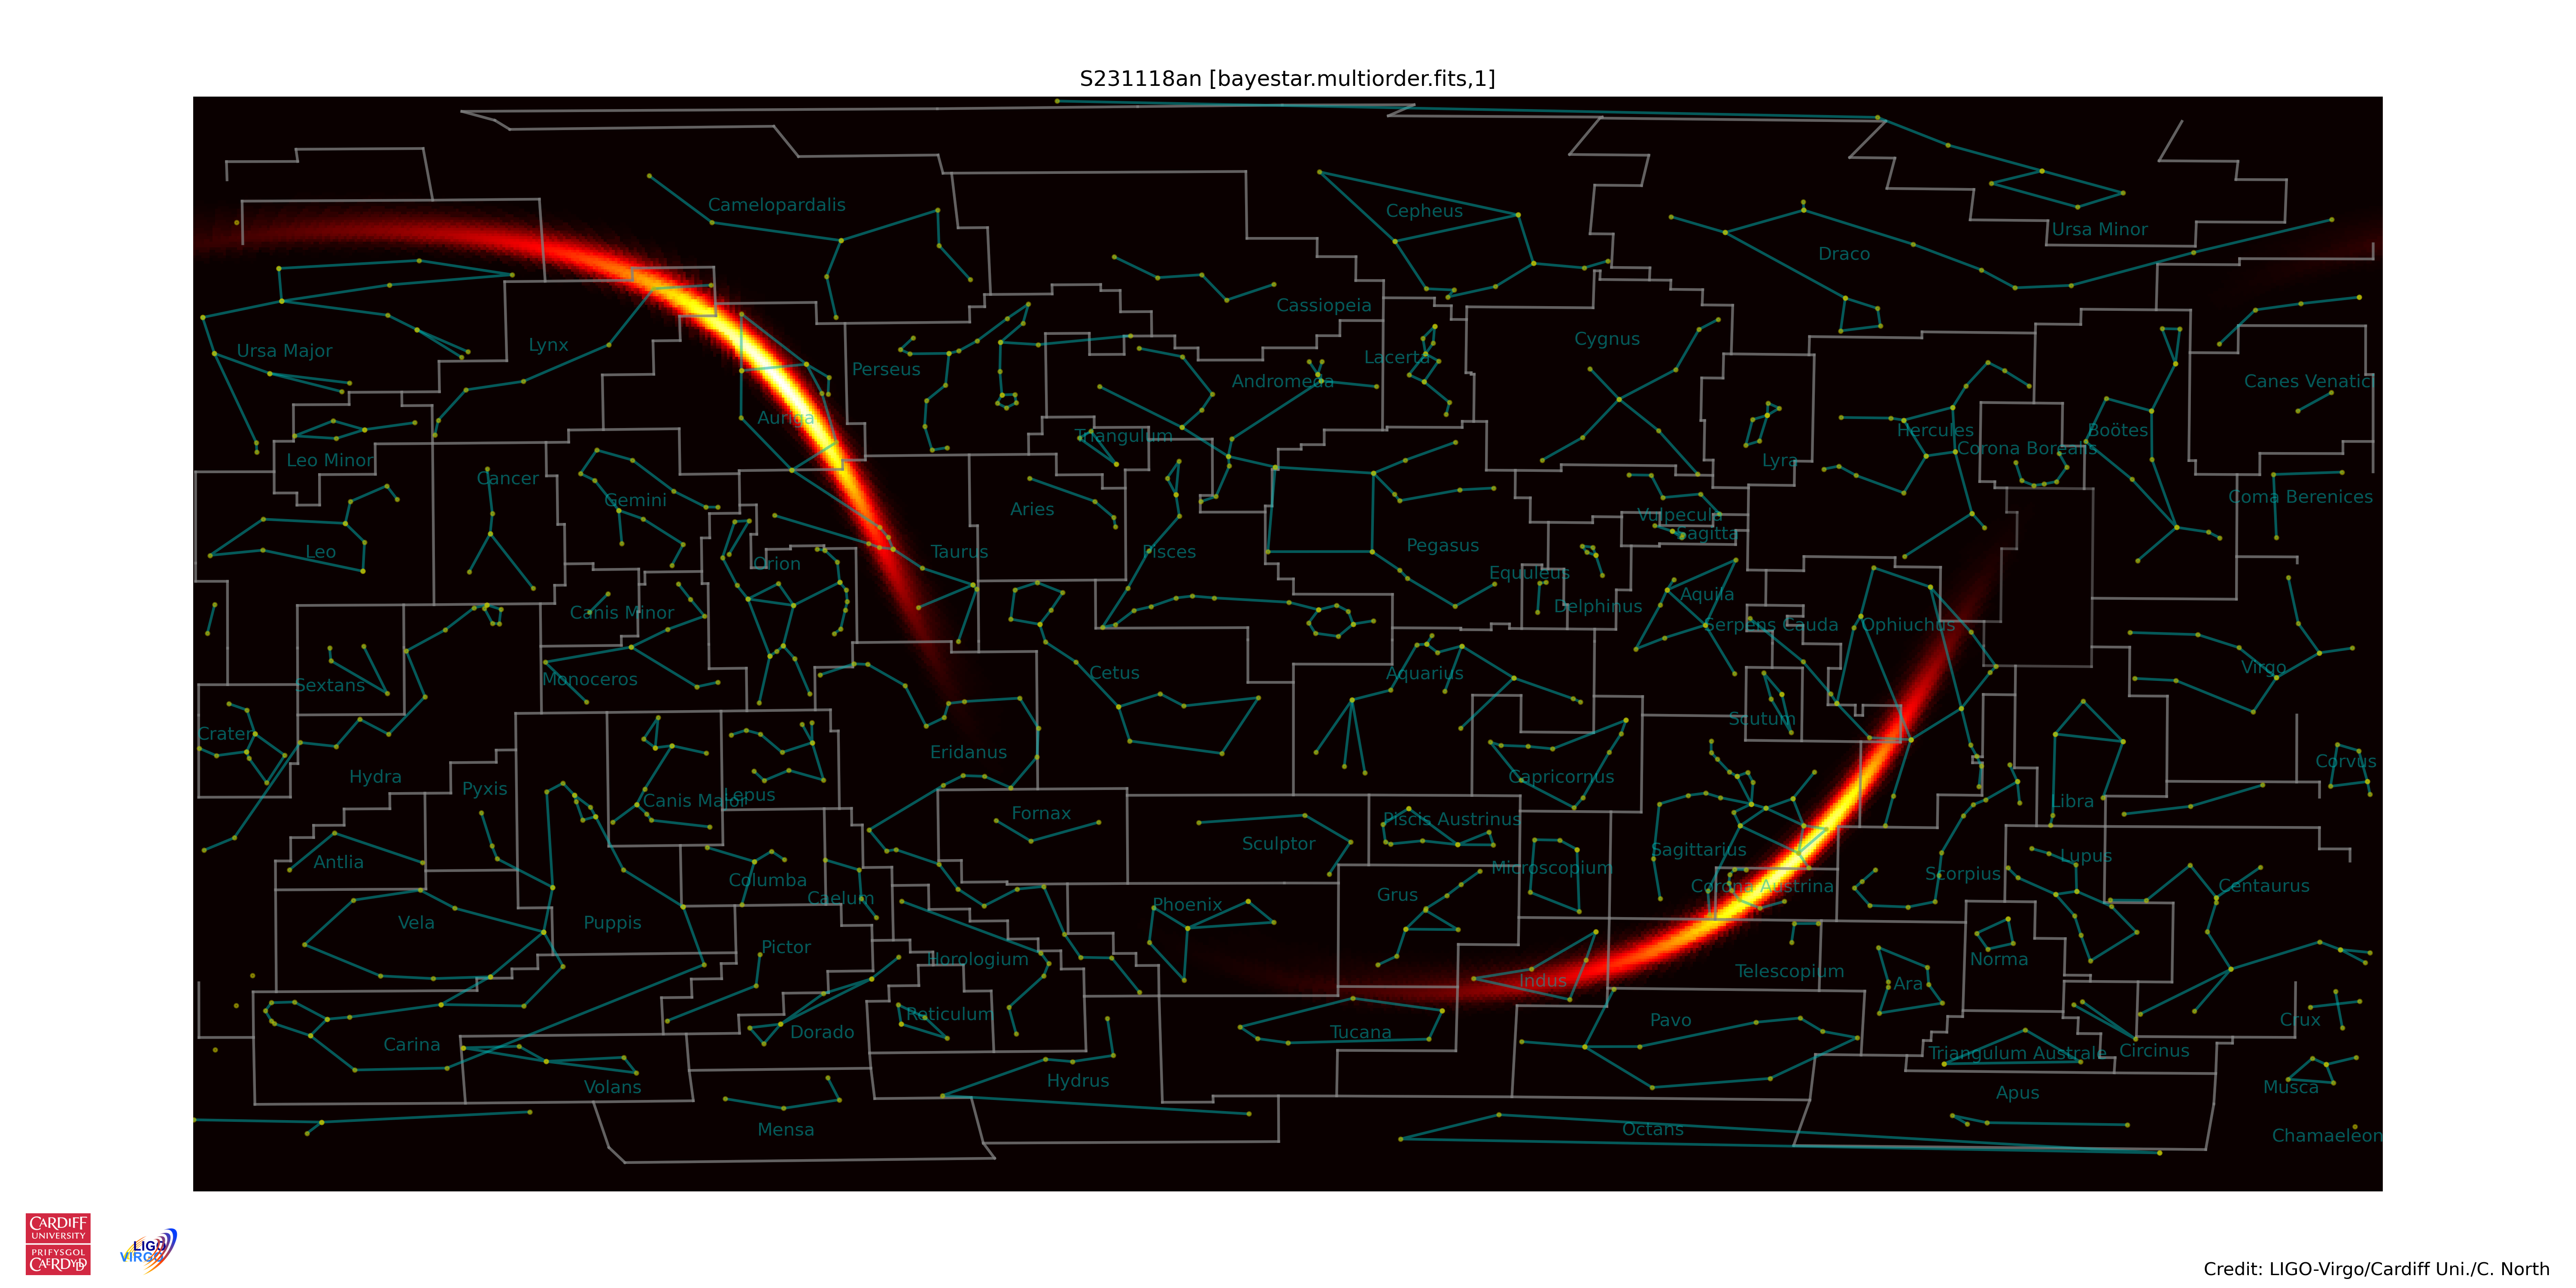 S231118an [bayestar.multiorder.fits,1]
Camelopardalis
Cepheus
Ursa Minor
Draco
Cassiopeia
Cygnus
Ursa Major
Lynx
Perseus
Lacerta
Andromeda
Canes Venatici
Auriga
Triangulum
Hercules
Boötes
Corona Borealis
Leo Minor
Lyra
Cancer
Gemini
Coma Berenices
Aries
Vulpecula
Sagitta
Leo
Orion
Taurus
Pisces
Pegasus
Equuleus
Delphinus
Aquila
Canis Minor
Serpens Cauda
Ophiuchus
Sextans
Monoceros
Cetus
Aquarius
Virgo
Crater
Scutum
Eridanus
Hydra
Capricornus
Corvus
Pyxis
Canis Major
Lepus
Libra
Fornax
Piscis Austrinus
Sculptor
Antlia
Sagittarius
Lupus
Microscopium
Columba
Caelum
Grus
Corona Austrina
Scorpius
Centaurus
Phoenix
Vela
Puppis
Pictor
Horologium
Norma
Indus
Telescopium
Ara
Reticulum
Dorado
Tucana
Pavo
Crux
Carina
Triangulum Australe
Circinus
Volans
Hydrus
Apus
Musca
Mensa
Octans
Chamaeleon
CARDIFF
UNIVERSITY
PRIFYSGOL
CAERDYDD
LIGO
VIRGO
Credit: LIGO-Virgo/Cardiff Uni./C. North